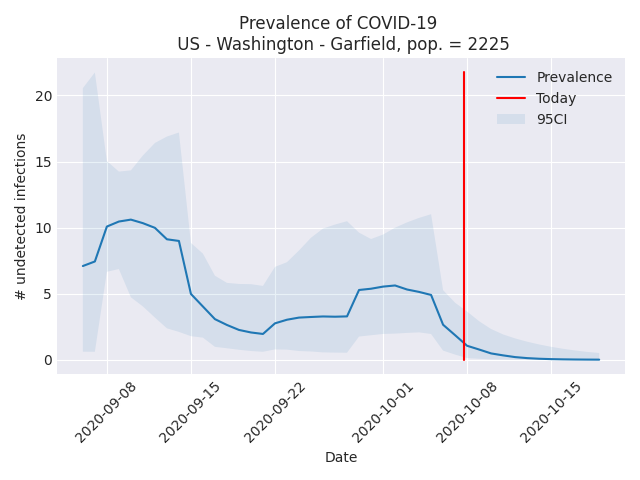 Prevalence of COVID-19
US - Washington - Garfield, pop. = 2225
Prevalence
Today
95CI
# undetected infections
20
15
10
5
0
2020-09-08
2020-09-15
2020-09-22
2020-10-01
2020-10-08
2020-10-15
Date